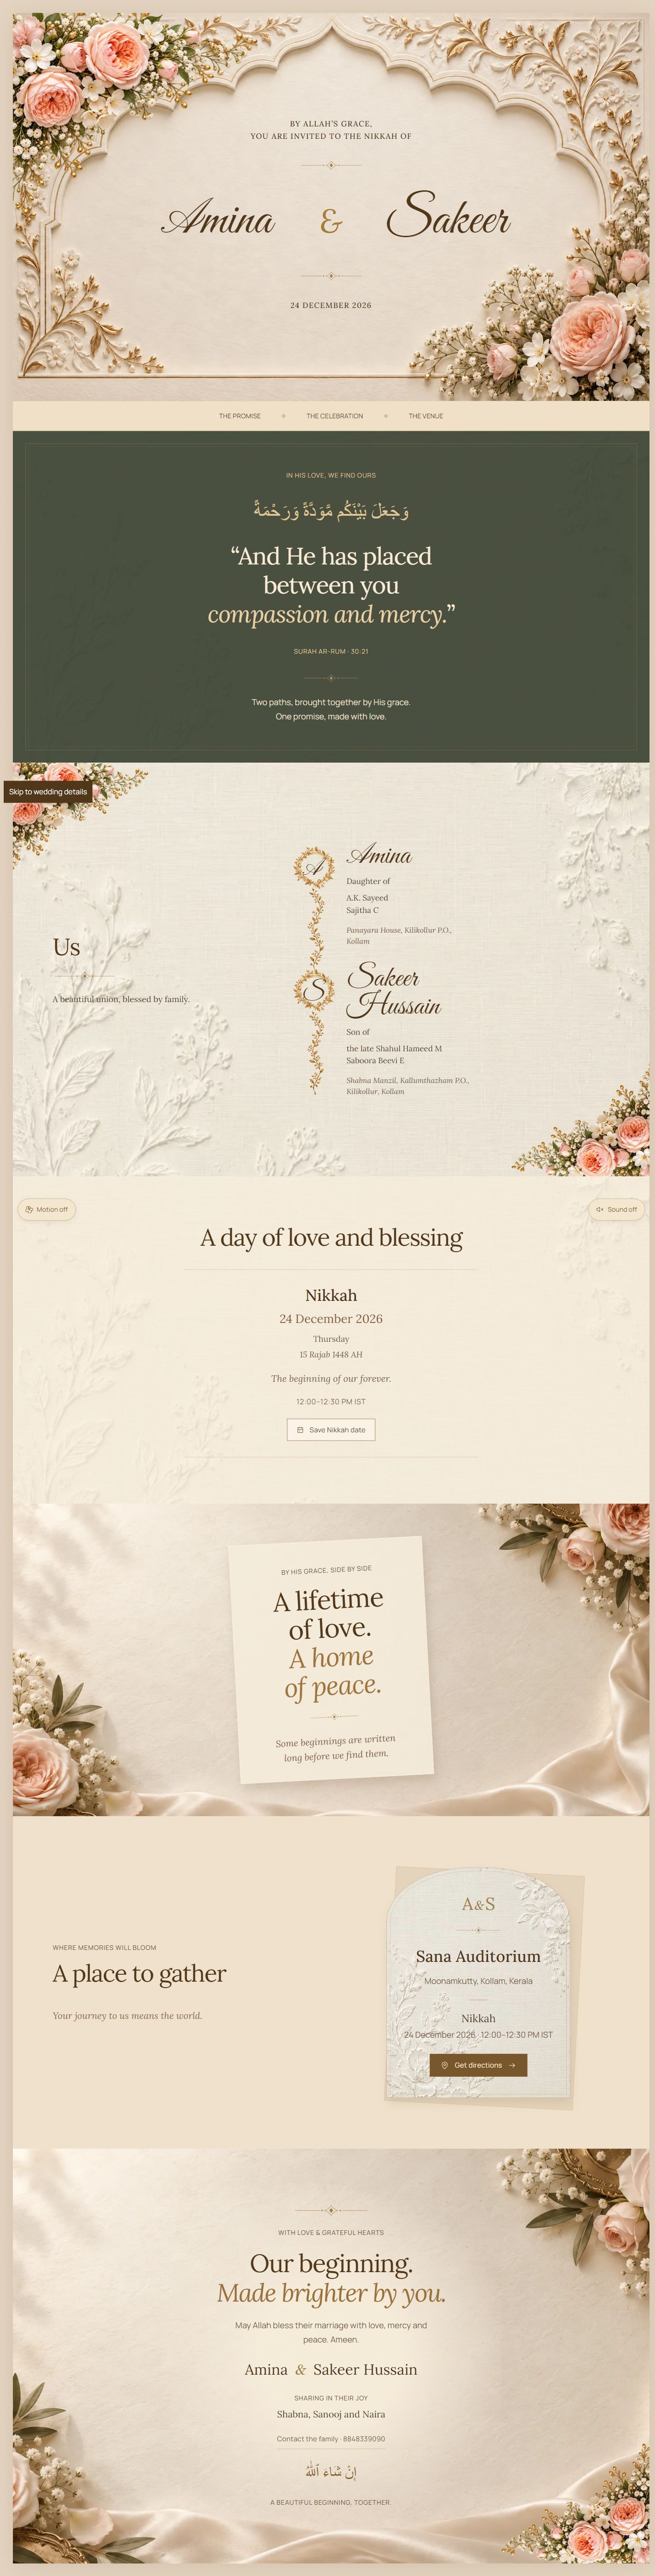 BY ALLAH'S GRACE,
YOU ARE INVITED TO THE NIKKAH OF
Amina & Sakeer
24 DECEMBER 2026
THE PROMISE
THE CELEBRATION
THE VENUE
IN HIS LOVE, WE FIND OURS
وَجَعَلَ بَيْنَكُم مَّوَدَّةً وَرَحْمَةً
“And He has placed
between you
compassion and mercy.”
SURAH AR-RUM · 30:21
Two paths, brought together by His grace.
One promise, made with love.
Skip to wedding details
Us
A beautiful union, blessed by family.
A
Amina
Daughter of
A.K. Sayeed
Sajitha C
Panayara House, Kilikollur P.O.,
Kollam
S
Sakeer
Hussain
Son of
the late Shahul Hameed M
Saboora Beevi E
Shabna Manzil, Kallumthazham P.O.,
Kilikollur, Kollam
Motion off
Sound off
A day of love and blessing
Nikkah
24 December 2026
Thursday
15 Rajab 1448 AH
The beginning of our forever.
12:00–12:30 PM IST
Save Nikkah date
BY HIS GRACE, SIDE BY SIDE
A lifetime
of love.
A home
of peace.
Some beginnings are written
long before we find them.
WHERE MEMORIES WILL BLOOM
A place to gather
Your journey to us means the world.
A&S
Sana Auditorium
Moonamkutty, Kollam, Kerala
Nikkah
24 December 2026 · 12:00–12:30 PM IST
Get directions
WITH LOVE & GRATEFUL HEARTS
Our beginning.
Made brighter by you.
May Allah bless their marriage with love, mercy and
peace. Ameen.
Amina & Sakeer Hussain
SHARING IN THEIR JOY
Shabna, Sanooj and Naira
Contact the family · 8848339090
إِنْ شَاءَ ٱللَّٰهُ
A BEAUTIFUL BEGINNING, TOGETHER.